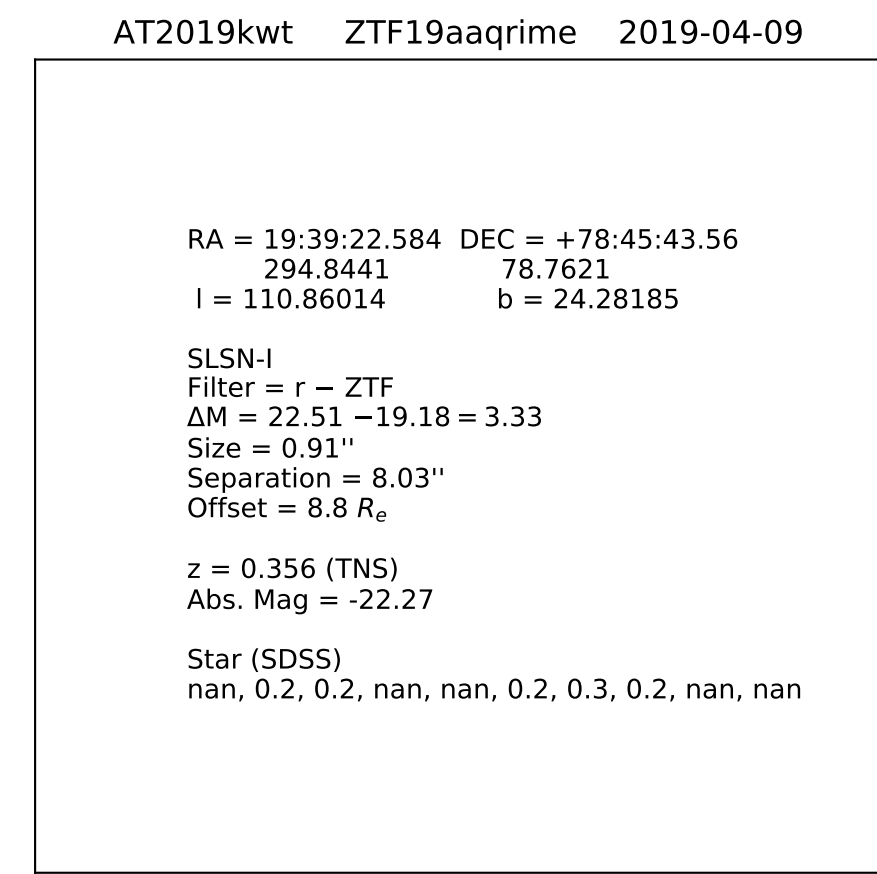 AT2019kwt ZTF19aaqrime 2019-04-09
RA = 19:39:22.584 DEC = +78:45:43.56
294.8441 78.7621
l = 110.86014 b = 24.28185
SLSN-I
Filter = r − ZTF
ΔM = 22.51 −19.18 = 3.33
Size = 0.91''
Separation = 8.03''
Offset = 8.8 Re
z = 0.356 (TNS)
Abs. Mag = -22.27
Star (SDSS)
nan, 0.2, 0.2, nan, nan, 0.2, 0.3, 0.2, nan, nan